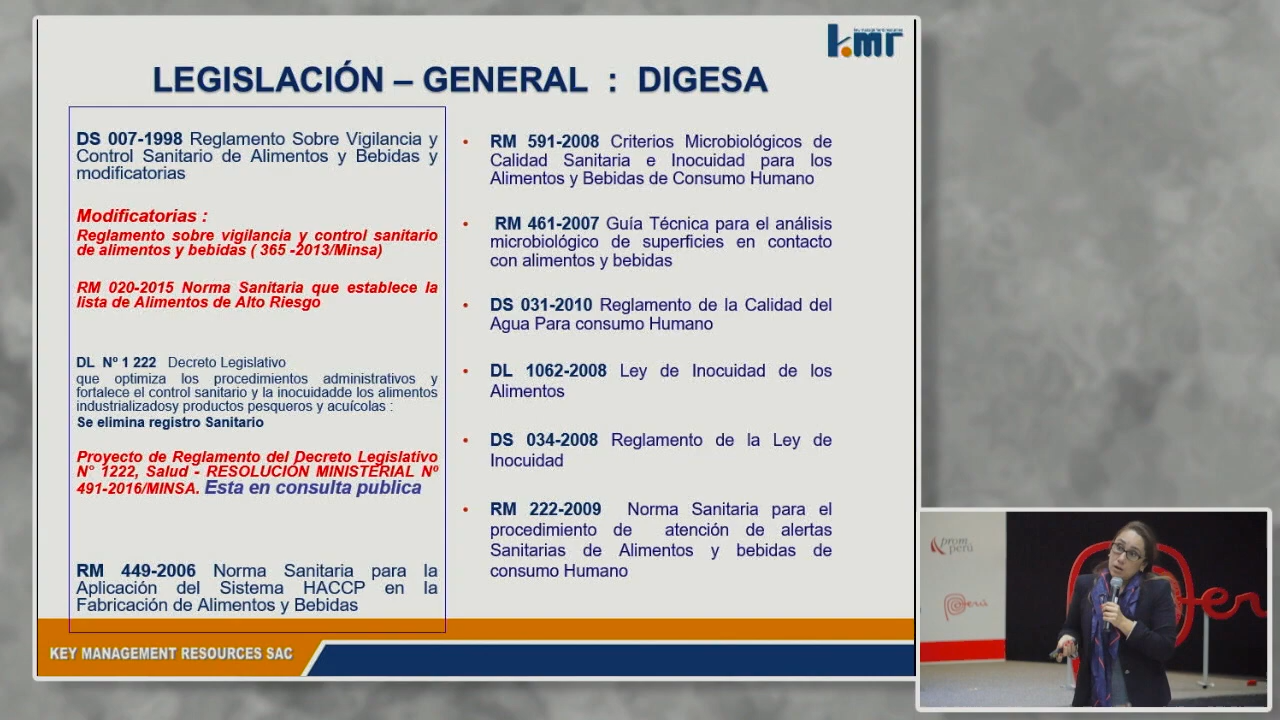 kmr
LEGISLACIÓN – GENERAL : DIGESA
DS 007-1998 Reglamento Sobre Vigilancia y
Control Sanitario de Alimentos y Bebidas y
modificatorias
Modificatorias :
Reglamento sobre vigilancia y control sanitario
de alimentos y bebidas ( 365 -2013/Minsa)
RM 020-2015 Norma Sanitaria que establece la
lista de Alimentos de Alto Riesgo
DL Nº 1 222 Decreto Legislativo
que optimiza los procedimientos administrativos y
fortalece el control sanitario y la inocuidadde los alimentos
industrializadosy productos pesqueros y acuícolas :
Se elimina registro Sanitario
Proyecto de Reglamento del Decreto Legislativo
N° 1222, Salud - RESOLUCIÓN MINISTERIAL Nº
491-2016/MINSA. Esta en consulta publica
RM 449-2006 Norma Sanitaria para la
Aplicación del Sistema HACCP en la
Fabricación de Alimentos y Bebidas
• RM 591-2008 Criterios Microbiológicos de
Calidad Sanitaria e Inocuidad para los
Alimentos y Bebidas de Consumo Humano
• RM 461-2007 Guía Técnica para el análisis
microbiológico de superficies en contacto
con alimentos y bebidas
• DS 031-2010 Reglamento de la Calidad del
Agua Para consumo Humano
• DL 1062-2008 Ley de Inocuidad de los
Alimentos
• DS 034-2008 Reglamento de la Ley de
Inocuidad
• RM 222-2009 Norma Sanitaria para el
procedimiento de atención de alertas
Sanitarias de Alimentos y bebidas de
consumo Humano
KEY MANAGEMENT RESOURCES SAC
prom
perú
Perú